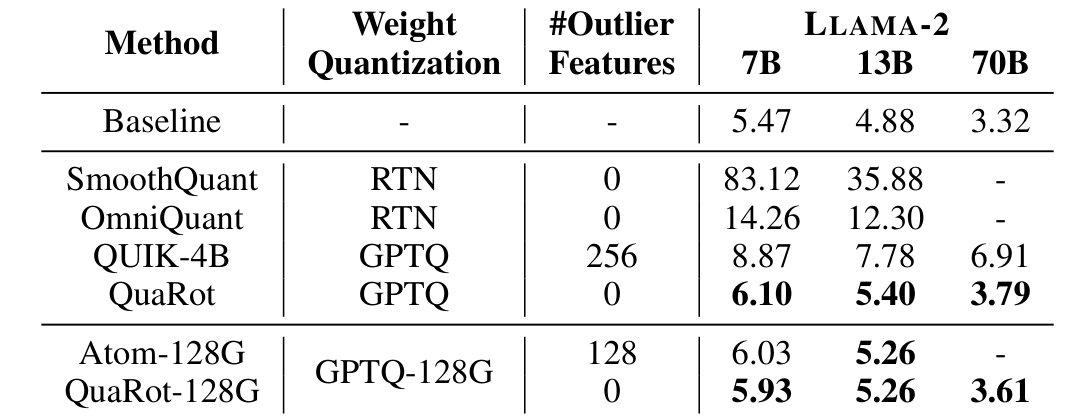 Method Weight Quantization #Outlier Features LLAMA-2
7B 13B 70B
Baseline - - 5.47 4.88 3.32
SmoothQuant RTN 0 83.12 35.88 -
OmniQuant RTN 0 14.26 12.30 -
QUIK-4B GPTQ 256 8.87 7.78 6.91
QuaRot GPTQ 0 6.10 5.40 3.79
Atom-128G GPTQ-128G 128 6.03 5.26 -
QuaRot-128G 0 5.93 5.26 3.61